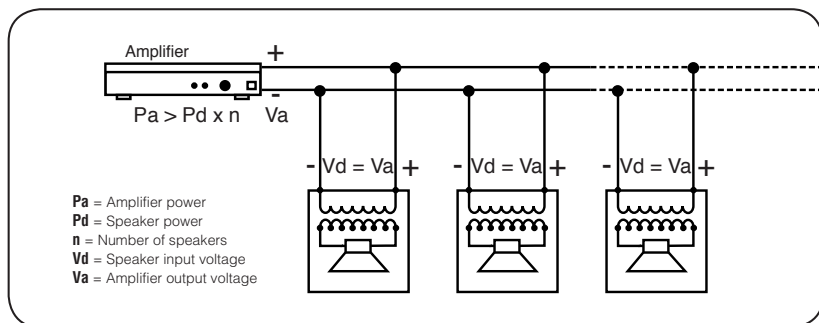 Amplifier
+
-
Pa > Pd x n Va
- Vd = Va +
- Vd = Va +
- Vd = Va +
Pa = Amplifier power
Pd = Speaker power
n = Number of speakers
Vd = Speaker input voltage
Va = Amplifier output voltage